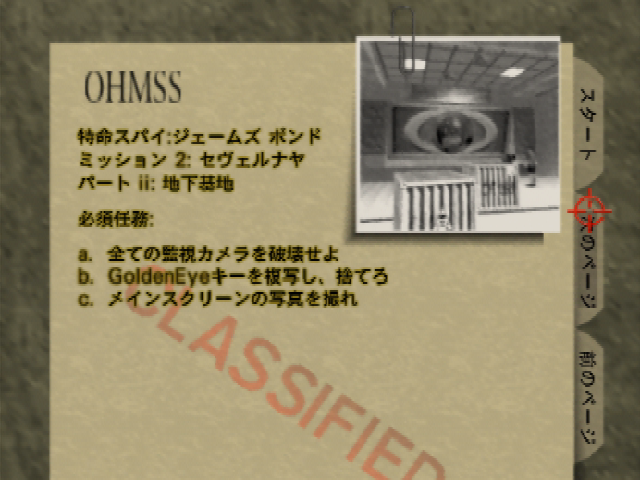 OHMSS
特命スパイ:ジェームズ ボンド
ミッション 2: セヴェルナヤ
パート ii: 地下基地
必須任務:
a. 全ての監視カメラを破壊せよ
b. GoldenEyeキーを複写し、捨てろ
c. メインスクリーンの写真を撮れ
CLASSIFIED
スタート
次のページ
前のページ